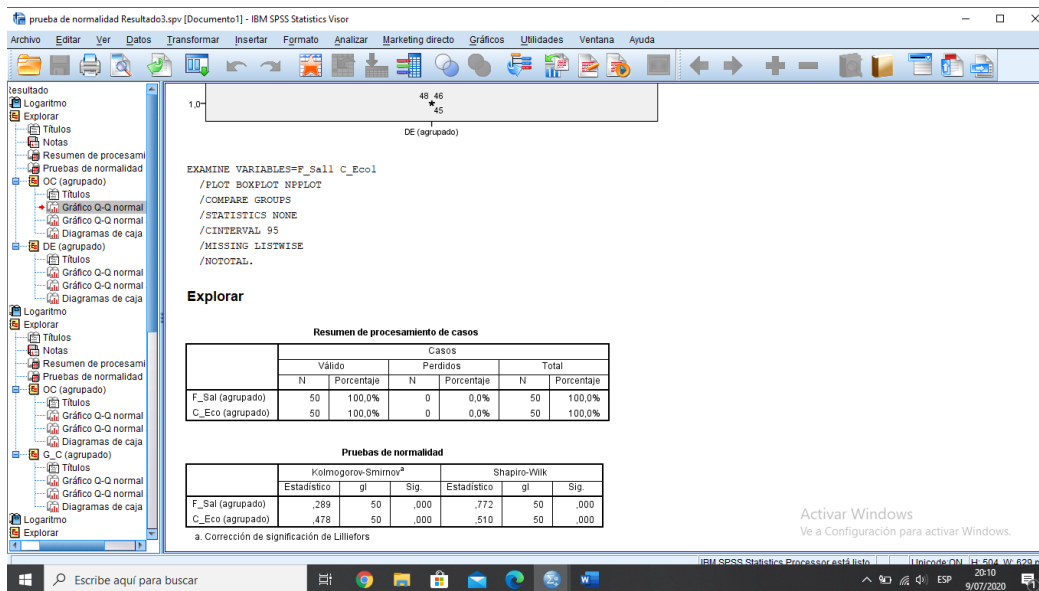 prueba de normalidad Resultado3.spv [Documento1] - IBM SPSS Statistics Visor
Archivo Editar Ver Datos Transformar Insertar Formato Analizar Marketing directo Gráficos Utilidades Ventana Ayuda
Resultado
Logaritmo
Explorar
Títulos
Notas
Resumen de procesami
Pruebas de normalidad
OC (agrupado)
Títulos
Gráfico Q-Q normal
Gráfico Q-Q normal
Diagramas de caja
DE (agrupado)
Títulos
Gráfico Q-Q normal
Gráfico Q-Q normal
Diagramas de caja
Logaritmo
Explorar
Títulos
Notas
Resumen de procesami
Pruebas de normalidad
OC (agrupado)
Títulos
Gráfico Q-Q normal
Gráfico Q-Q normal
Diagramas de caja
G_C (agrupado)
Títulos
Gráfico Q-Q normal
Gráfico Q-Q normal
Diagramas de caja
Logaritmo
Explorar
1,0
48 46
*
45
DE (agrupado)
EXAMINE VARIABLES=F_Sal1 C_Eco1
/PLOT BOXPLOT NPPLOT
/COMPARE GROUPS
/STATISTICS NONE
/CINTERVAL 95
/MISSING LISTWISE
/NOTOTAL.
Explorar
Resumen de procesamiento de casos
Casos
Válido Perdidos Total
N Porcentaje N Porcentaje N Porcentaje
F_Sal (agrupado) 50 100,0% 0 0,0% 50 100,0%
C_Eco (agrupado) 50 100,0% 0 0,0% 50 100,0%
Pruebas de normalidad
Kolmogorov-Smirnovª Shapiro-Wilk
Estadístico gl Sig. Estadístico gl Sig.
F_Sal (agrupado) ,289 50 ,000 ,772 50 ,000
C_Eco (agrupado) ,478 50 ,000 ,510 50 ,000
a. Corrección de significación de Lilliefors
Activar Windows
Ve a Configuración para activar Windows.
IBM SPSS Statistics Processor está listo Unicode:ON H: 504, W: 629
Escribe aquí para buscar
ESP
20:10
9/07/2020